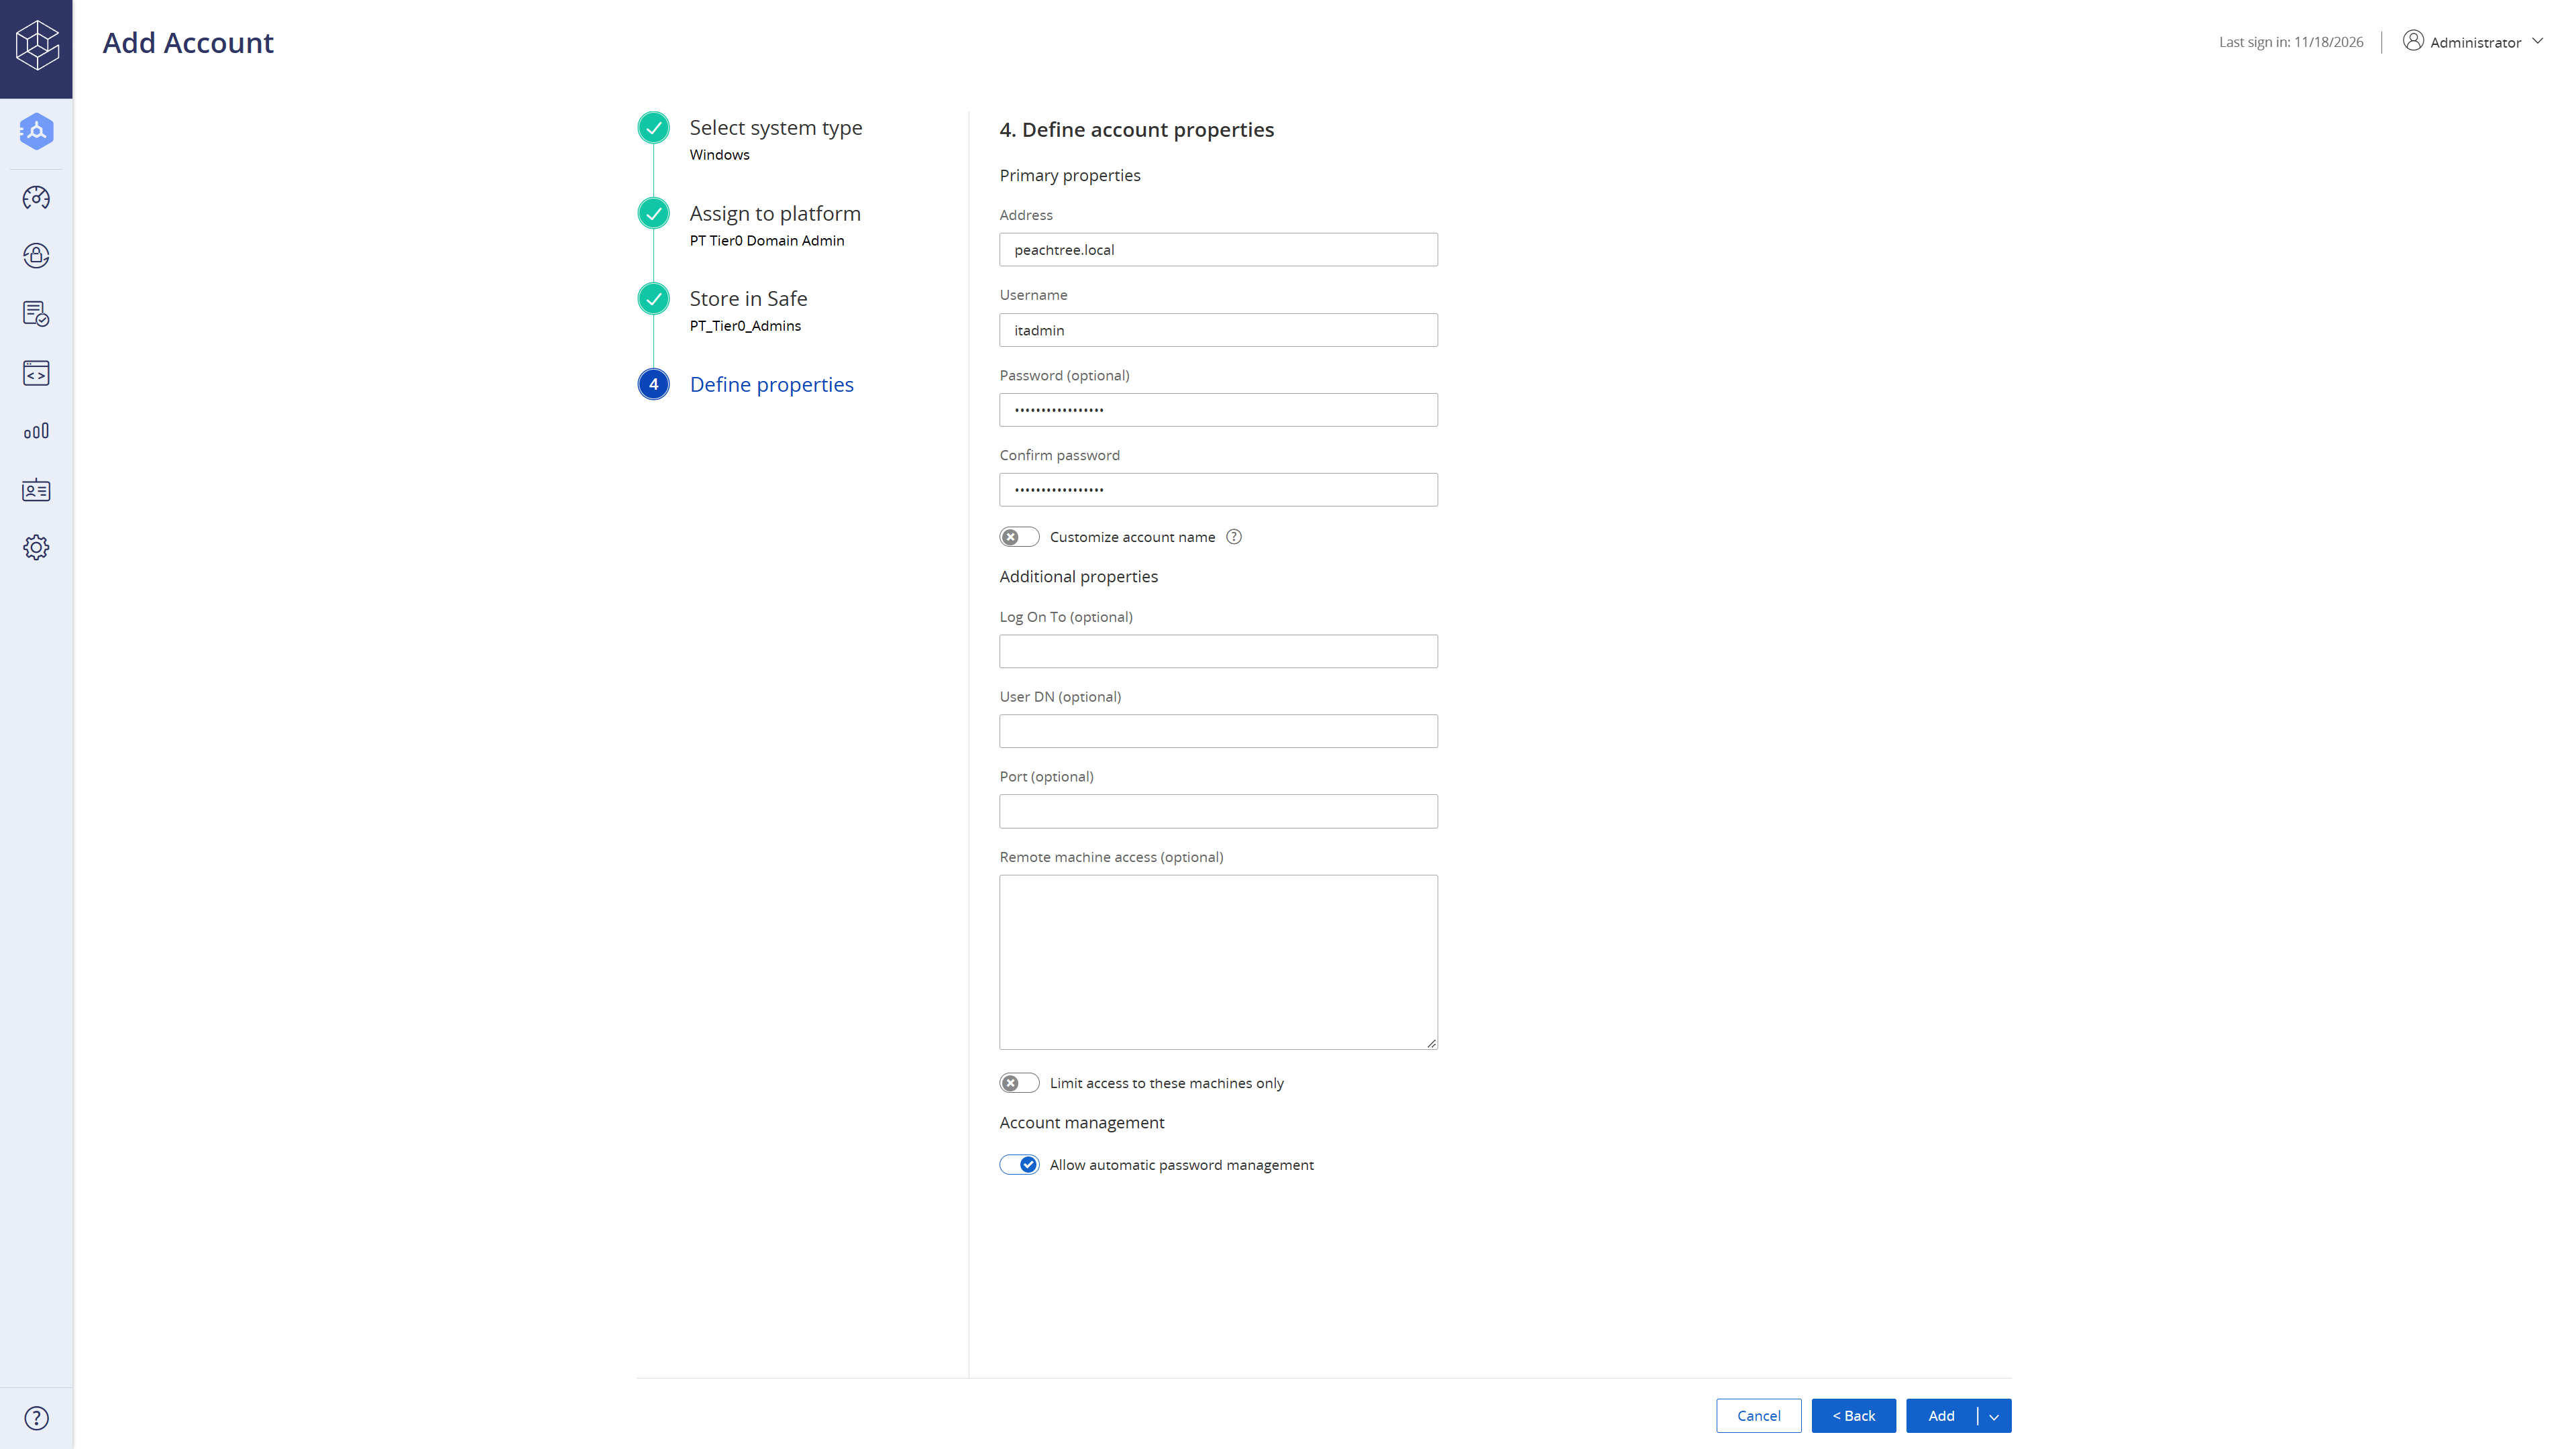 Add Account
Last sign in: 11/18/2026
Administrator
Select system type
Windows
Assign to platform
PT Tier0 Domain Admin
Store in Safe
PT_Tier0_Admins
4
Define properties
4. Define account properties
Primary properties
Address
peachtree.local
Username
itadmin
Password (optional)
•••••••••••••••••
Confirm password
•••••••••••••••••
Customize account name ?
Additional properties
Log On To (optional)
User DN (optional)
Port (optional)
Remote machine access (optional)
Limit access to these machines only
Account management
Allow automatic password management
?
Cancel
< Back
Add